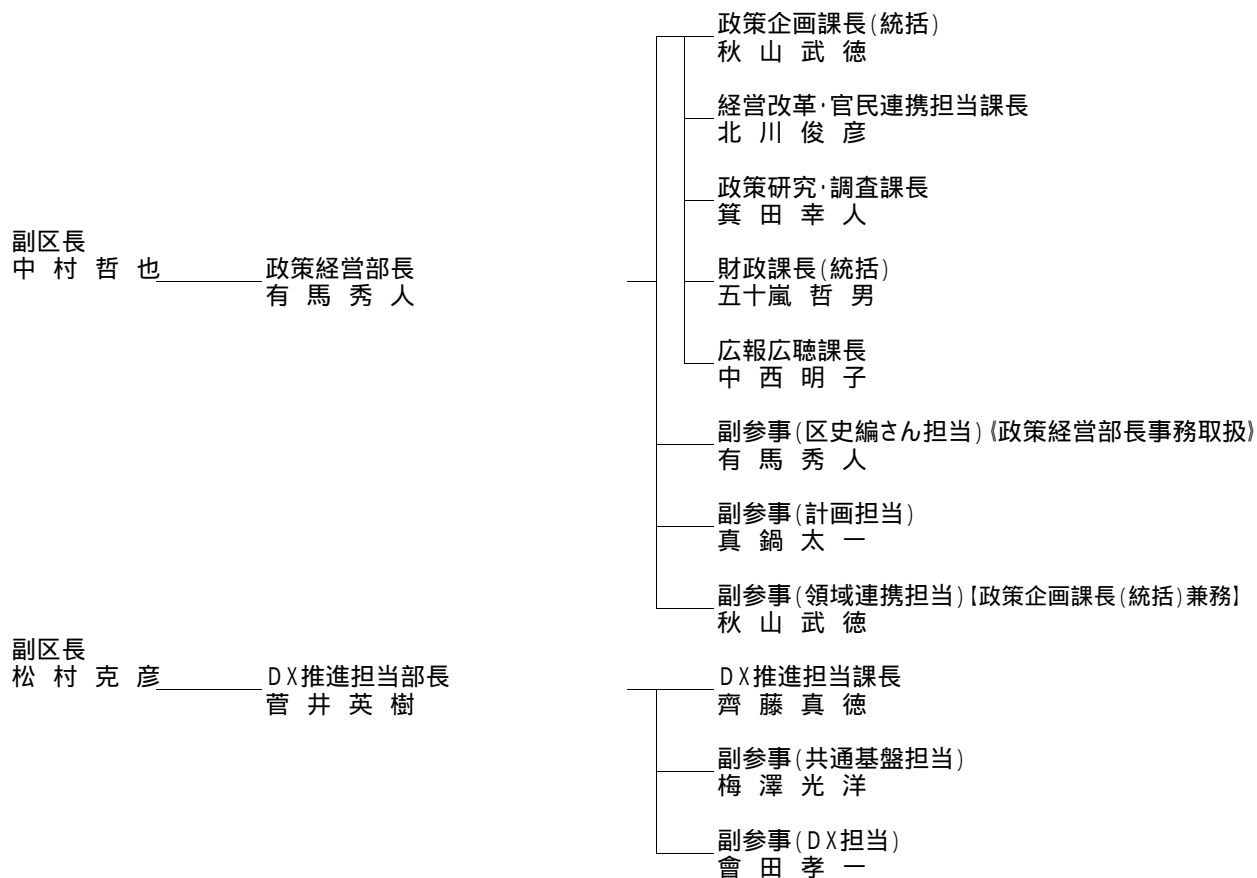 副区長
中村哲也
政策経営部長
有馬秀人
政策企画課長(統括)
秋山武徳
経営改革・官民連携担当課長
北川俊彦
政策研究・調査課長
箕田幸人
財政課長(統括)
五十嵐哲男
広報広聴課長
中西明子
副参事(区史編さん担当)《政策経営部長事務取扱》
有馬秀人
副参事(計画担当)
真鍋太一
副参事(領域連携担当)【政策企画課長(統括)兼務】
秋山武徳
副区長
松村克彦
DX推進担当部長
菅井英樹
DX推進担当課長
齊藤真徳
副参事(共通基盤担当)
梅澤光洋
副参事(DX担当)
會田孝一